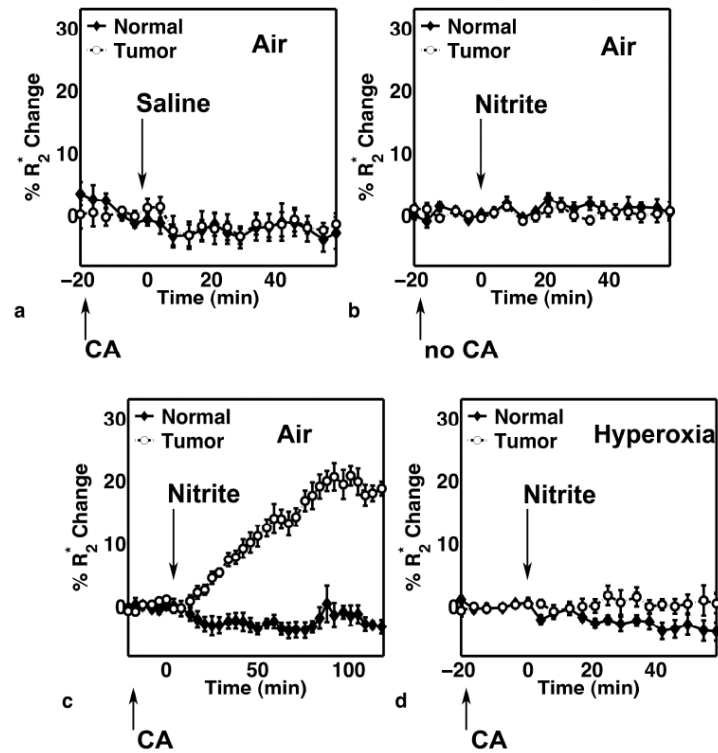 30
Normal
Tumor
Air
20
Saline
10
0
% R2* Change
−20 0 20 40
Time (min)
a
CA
30
Normal
Tumor
Air
20
Nitrite
10
0
% R2* Change
−20 0 20 40
Time (min)
b
no CA
30
Normal
Tumor
Air
20
Nitrite
10
0
% R2* Change
0 50 100
Time (min)
c
CA
30
Normal
Tumor
Hyperoxia
20
Nitrite
10
0
% R2* Change
−20 0 20 40
Time (min)
d
CA